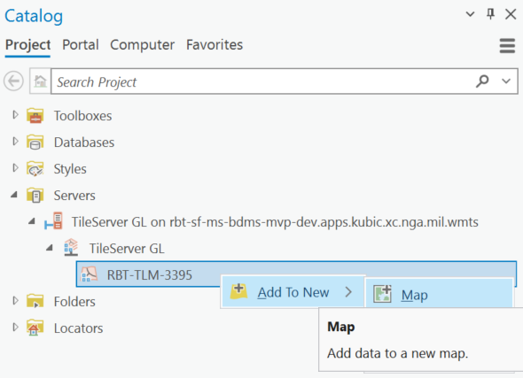 Catalog
Project Portal Computer Favorites
Search Project
Toolboxes
Databases
Styles
Servers
TileServer GL on rbt-sf-ms-bdms-mvp-dev.apps.kubic.xc.nga.mil.wmts
TileServer GL
RBT-TLM-3395
Add To New
Map
Folders
Map
Locators
Add data to a new map.